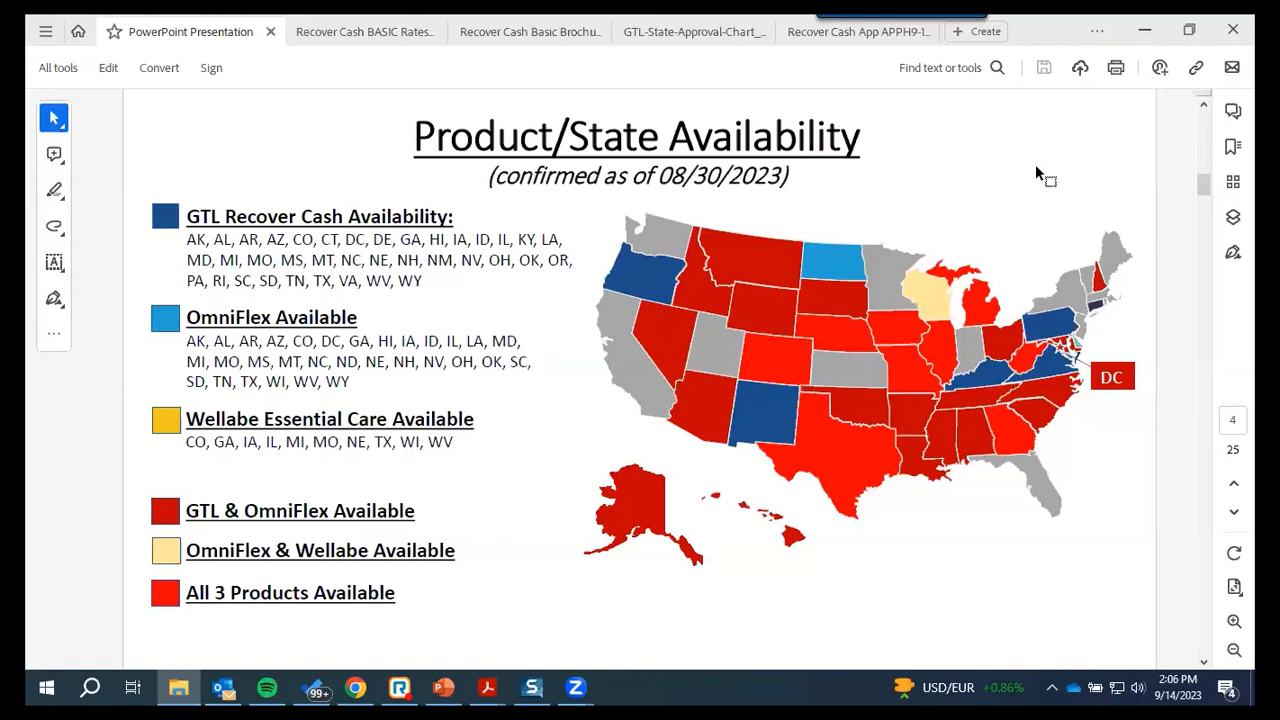 PowerPoint Presentation
Recover Cash BASIC Rates...
Recover Cash Basic Brochu...
GTL-State-Approval-Chart_...
Recover Cash App APPH9-1...
Create
All tools
Edit
Convert
Sign
Find text or tools
Product/State Availability
(confirmed as of 08/30/2023)
GTL Recover Cash Availability:
AK, AL, AR, AZ, CO, CT, DC, DE, GA, HI, IA, ID, IL, KY, LA,
MD, MI, MO, MS, MT, NC, NE, NH, NM, NV, OH, OK, OR,
PA, RI, SC, SD, TN, TX, VA, WV, WY
OmniFlex Available
AK, AL, AR, AZ, CO, DC, GA, HI, IA, ID, IL, LA, MD,
MI, MO, MS, MT, NC, ND, NE, NH, NV, OH, OK, SC,
SD, TN, TX, WI, WV, WY
Wellabe Essential Care Available
CO, GA, IA, IL, MI, MO, NE, TX, WI, WV
GTL & OmniFlex Available
OmniFlex & Wellabe Available
All 3 Products Available
DC
4
25
99+
USD/EUR +0.86%
2:06 PM
9/14/2023
4